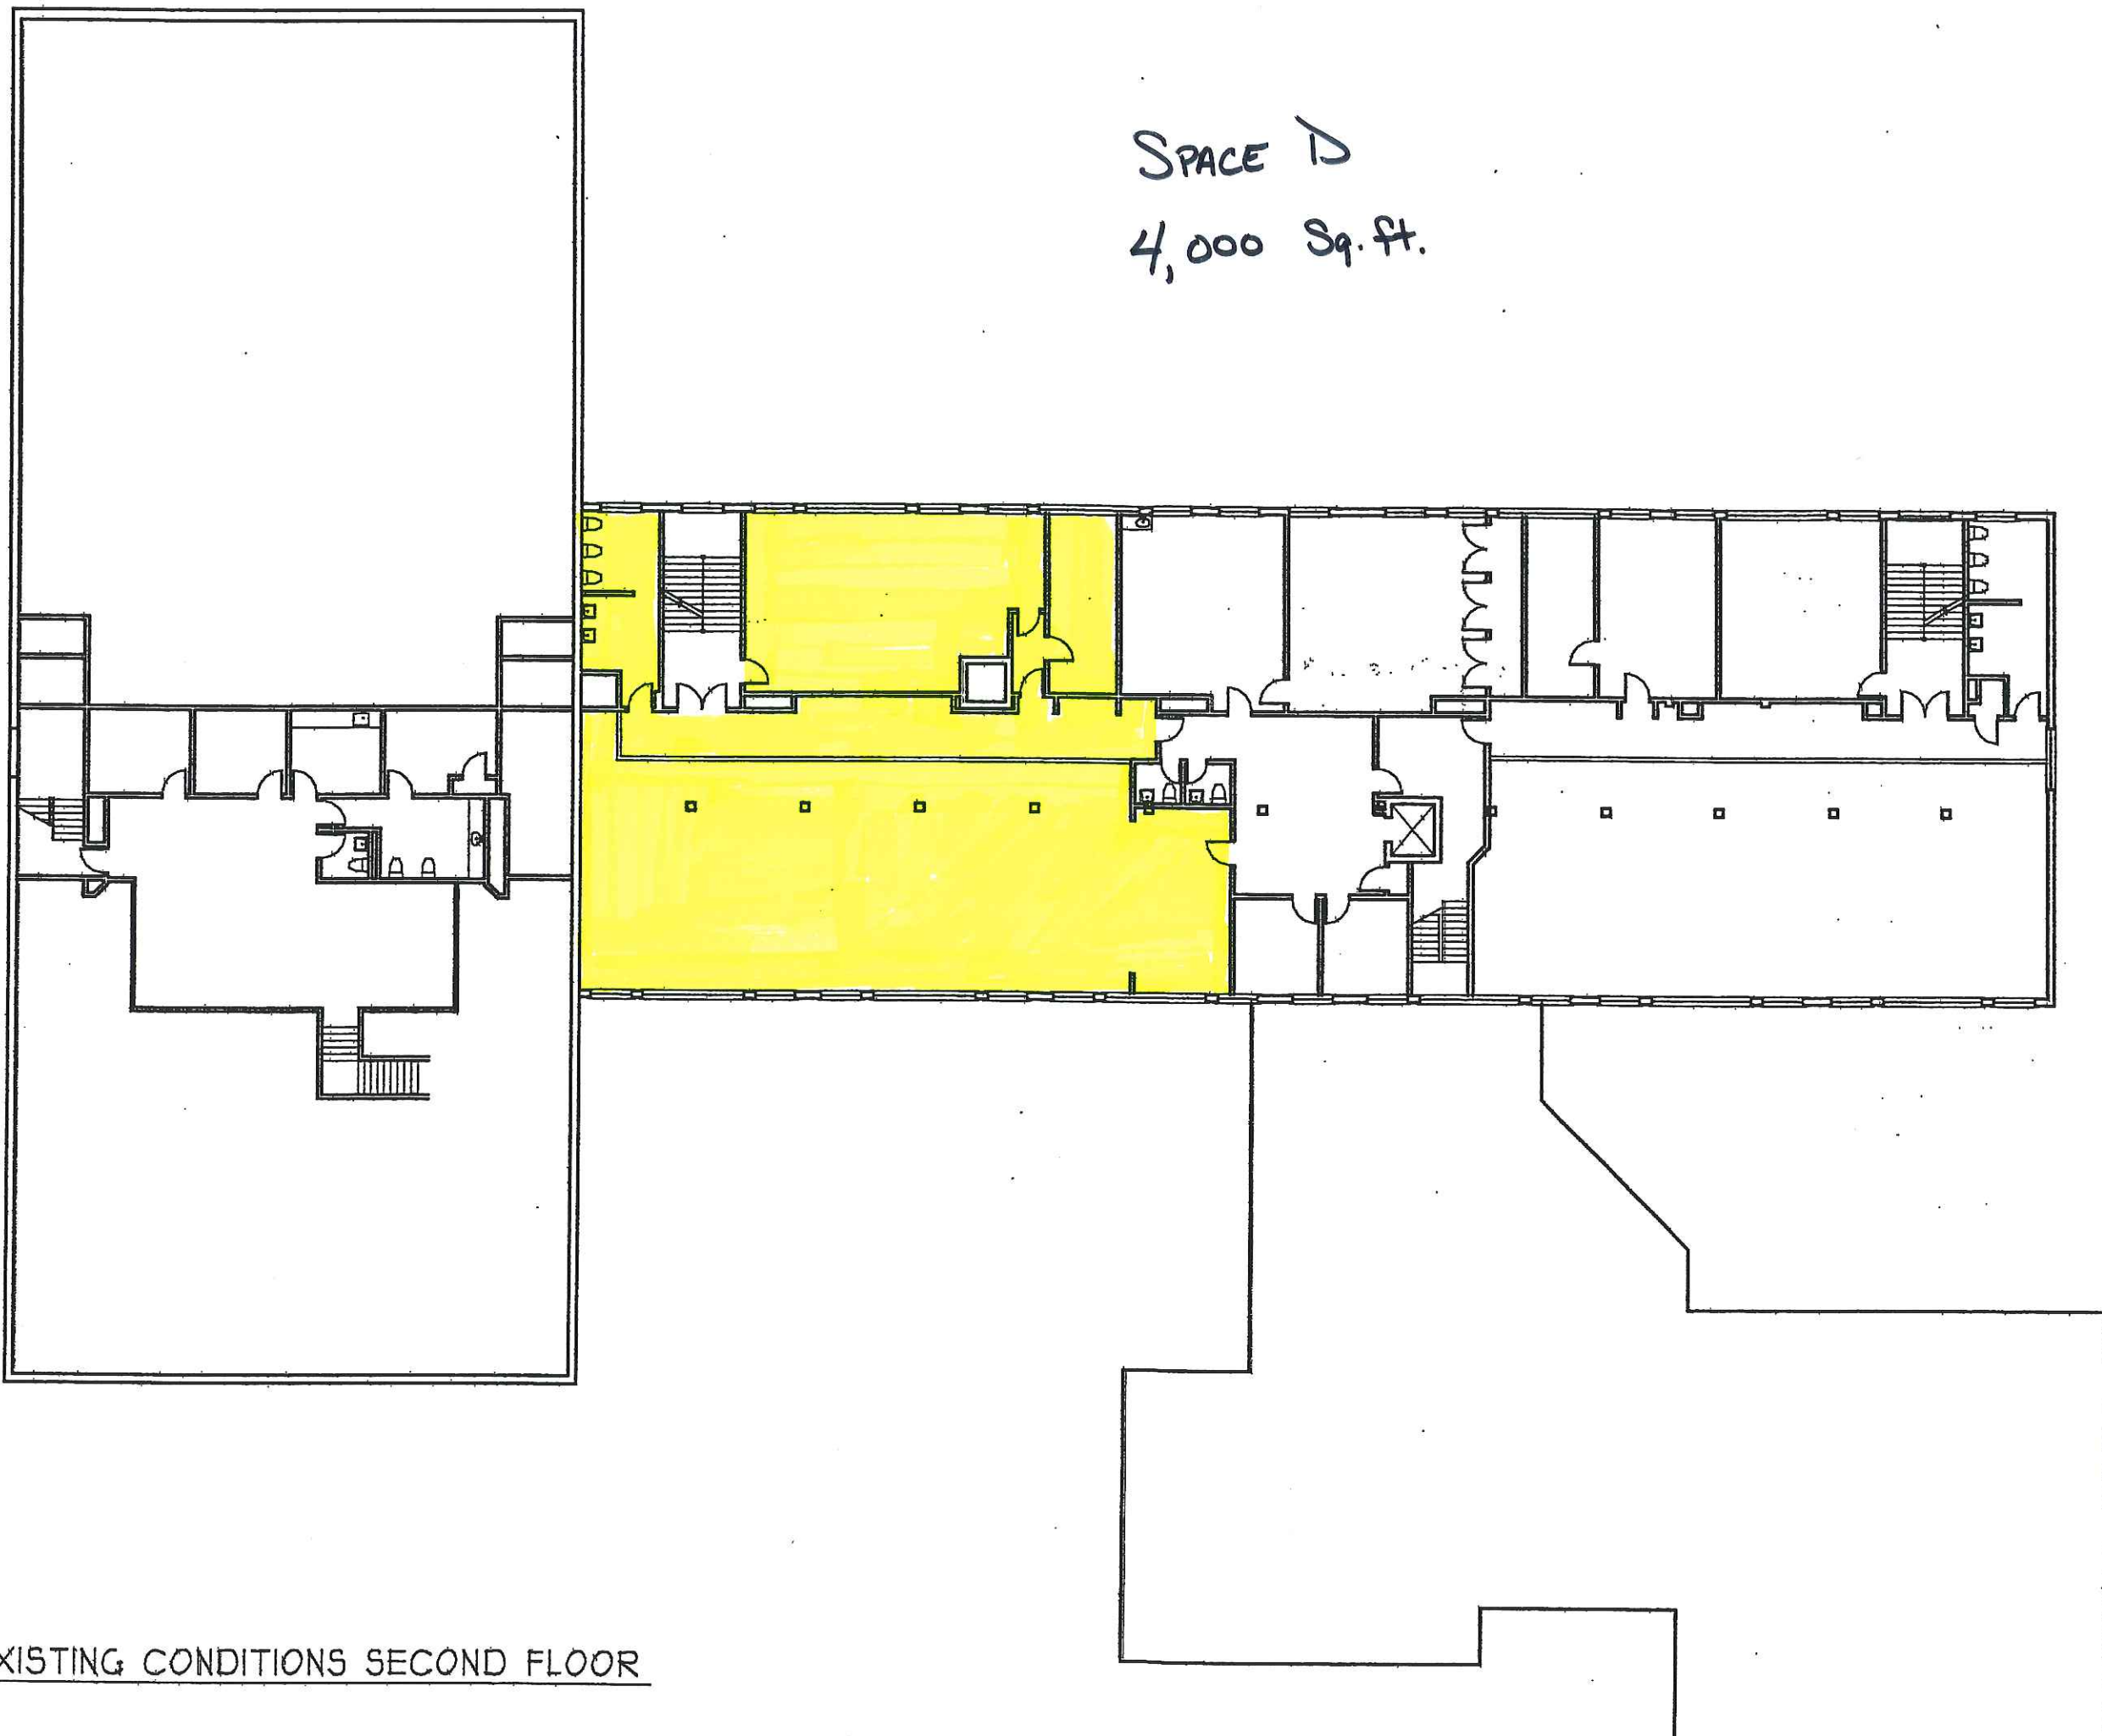 SPACE D
4,000 Sq. ft.
XISTING CONDITIONS SECOND FLOOR